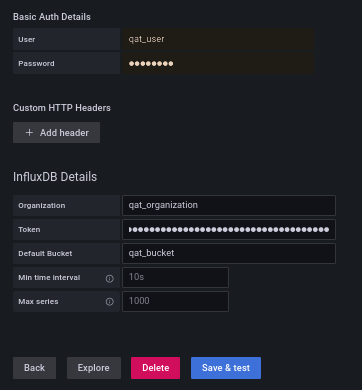 Basic Auth Details
User qat_user
Password ●●●●●●●●
Custom HTTP Headers
+ Add header
InfluxDB Details
Organization qat_organization
Token ●●●●●●●●●●●●●●●●●●●●●●●●●●●●●●●●●●●●
Default Bucket qat_bucket
Min time interval 10s
Max series 1000
Back Explore Delete Save & test